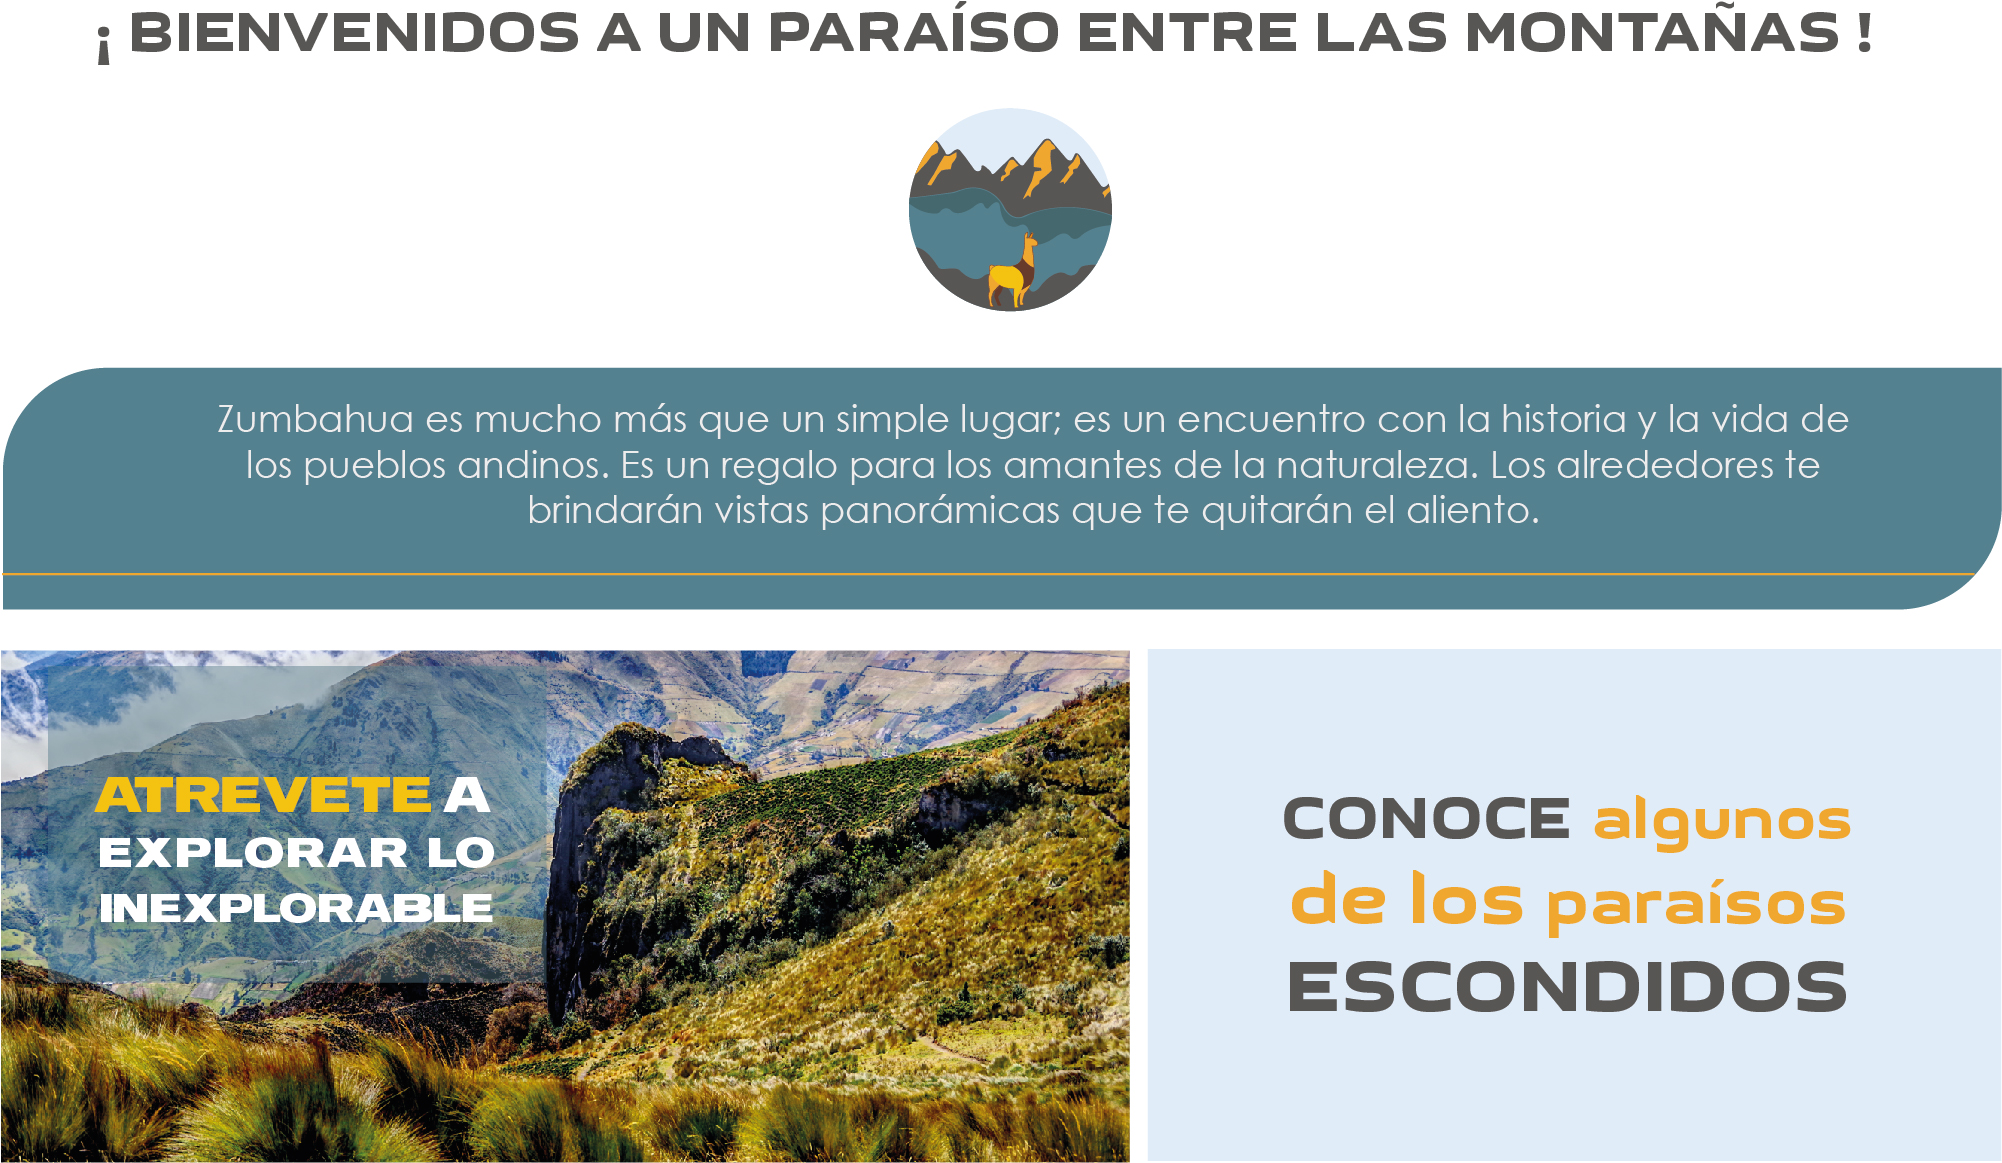 ¡ BIENVENIDOS A UN PARAÍSO ENTRE LAS MONTAÑAS !
Zumbahua es mucho más que un simple lugar; es un encuentro con la historia y la vida de
los pueblos andinos. Es un regalo para los amantes de la naturaleza. Los alrededores te
brindarán vistas panorámicas que te quitarán el aliento.
ATREVETE A
EXPLORAR LO
INEXPLORABLE
CONOCE algunos
de los paraísos
ESCONDIDOS